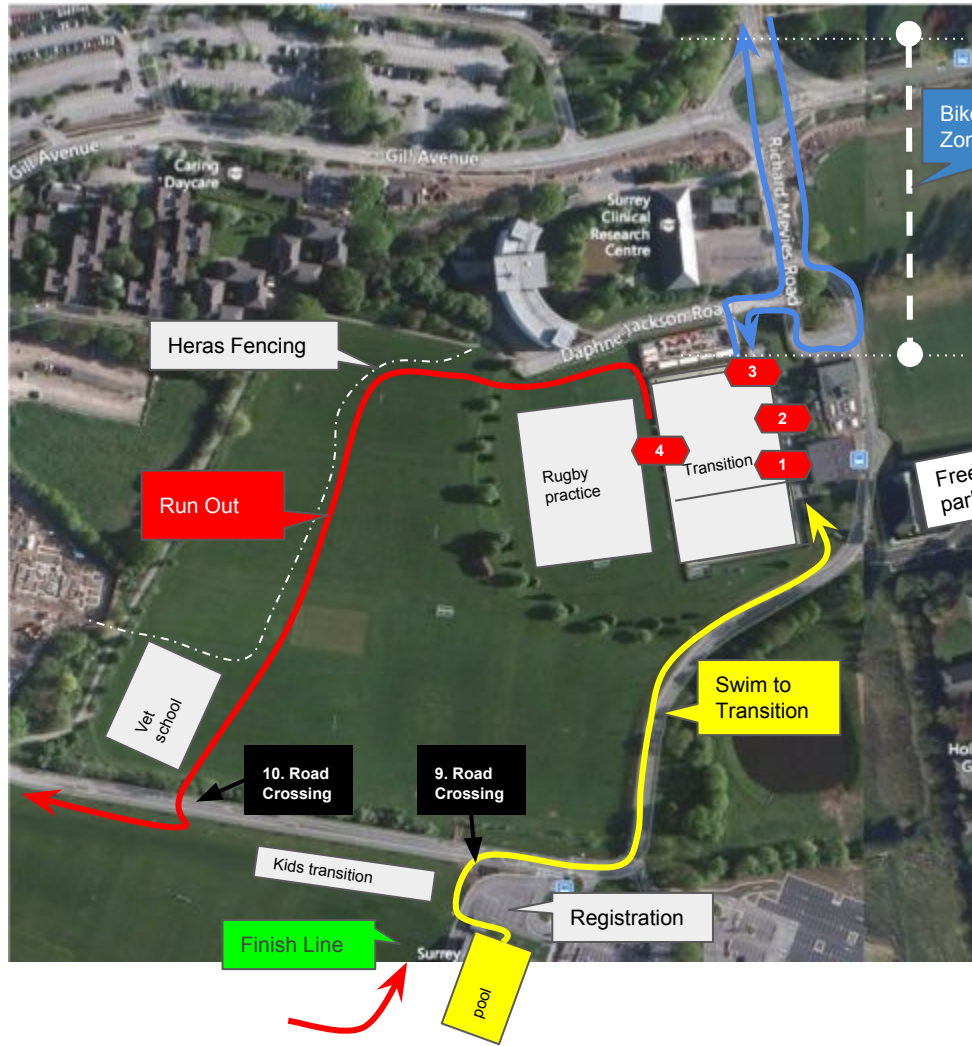 Bike
Zon
Gill Avenue
Gill Avenue
Caring
Daycare
Surrey
Clinical
Research
Centre
Richard Meyjes Road
Daphne Jackson Road
Heras Fencing
3
2
4
Transition
1
Rugby
practice
Free
par
Run Out
Swim to
Transition
Vet
school
10. Road
Crossing
9. Road
Crossing
Hol
G
Kids transition
Registration
Finish Line
Surrey
pool